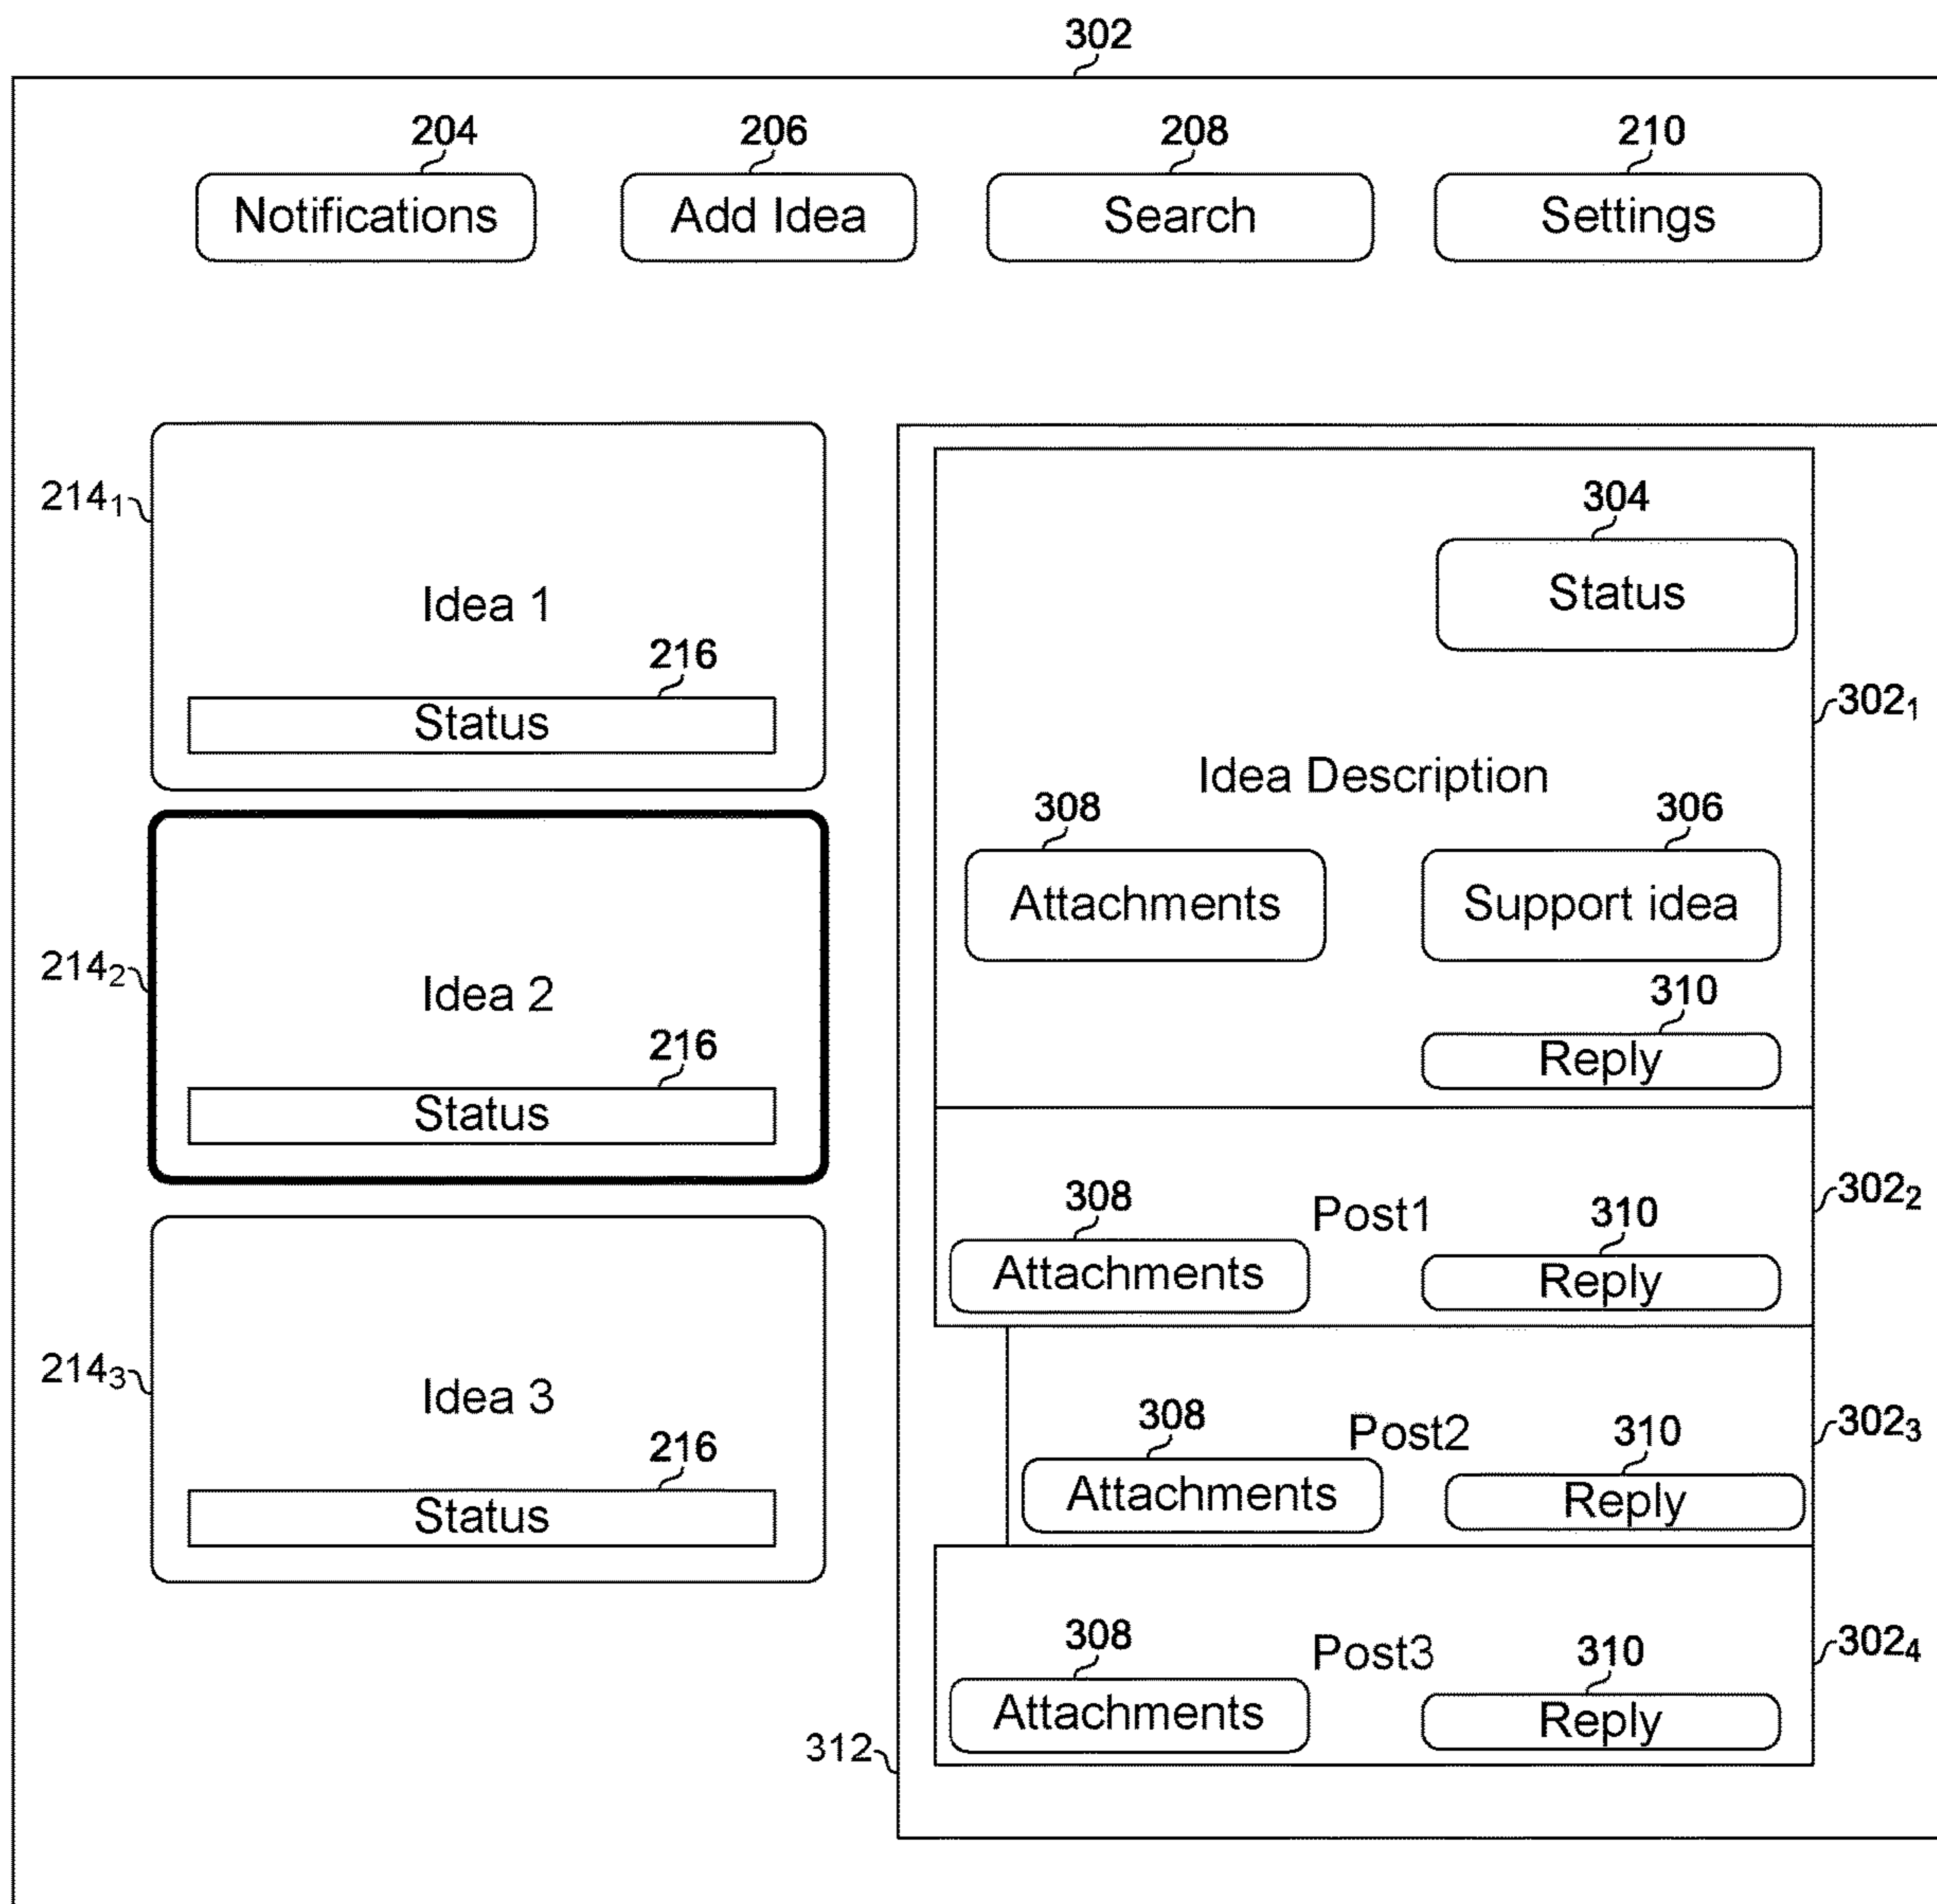 302
204 206 208 210
Notifications Add Idea Search Settings
214₁
Idea 1
216
Status
214₂
Idea 2
216
Status
214₃
Idea 3
216
Status
304
Status
302₁
Idea Description
308 306
Attachments Support idea
310
Reply
302₂
308 Post1 310
Attachments Reply
302₃
308 Post2 310
Attachments Reply
302₄
308 Post3 310
Attachments Reply
312